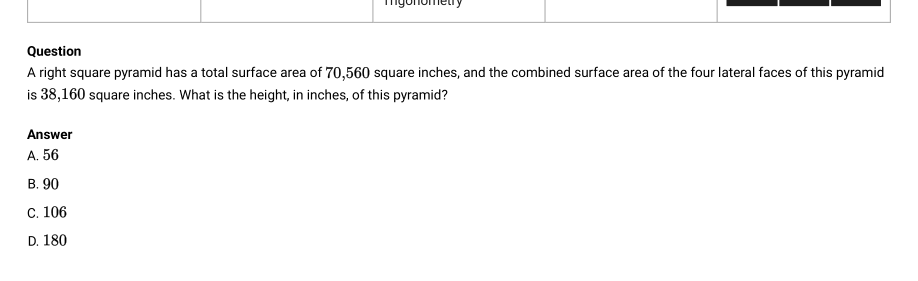 Trigonometry
Question
A right square pyramid has a total surface area of 70,560 square inches, and the combined surface area of the four lateral faces of this pyramid
is 38,160 square inches. What is the height, in inches, of this pyramid?
Answer
A. 56
B. 90
C. 106
D. 180